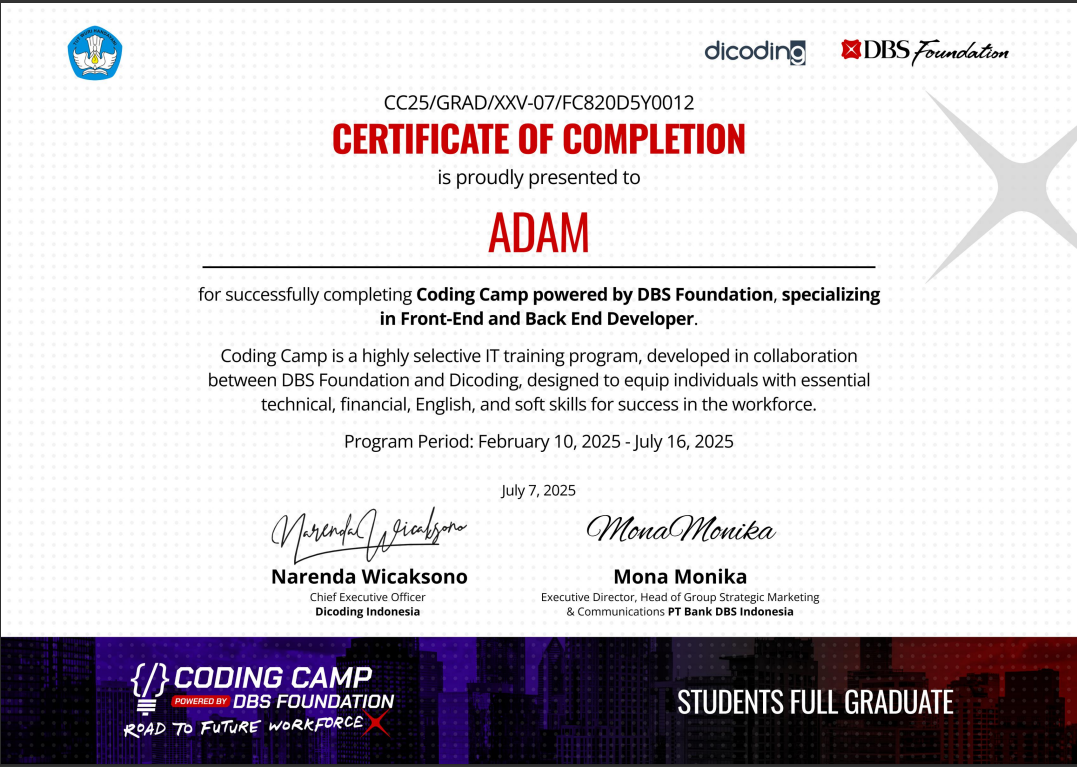 dicoding
DBS Foundation
CC25/GRAD/XXV-07/FC820D5Y0012
CERTIFICATE OF COMPLETION
is proudly presented to
ADAM
for successfully completing Coding Camp powered by DBS Foundation, specializing
in Front-End and Back End Developer.
Coding Camp is a highly selective IT training program, developed in collaboration
between DBS Foundation and Dicoding, designed to equip individuals with essential
technical, financial, English, and soft skills for success in the workforce.
Program Period: February 10, 2025 - July 16, 2025
July 7, 2025
Narenda Wicaksono
MonaMonika
Narenda Wicaksono
Mona Monika
Chief Executive Officer
Executive Director, Head of Group Strategic Marketing
Dicoding Indonesia
& Communications PT Bank DBS Indonesia
{/} CODING CAMP
POWERED BY DBS FOUNDATION
ROAD TO FUTURE WORKFORCE
STUDENTS FULL GRADUATE